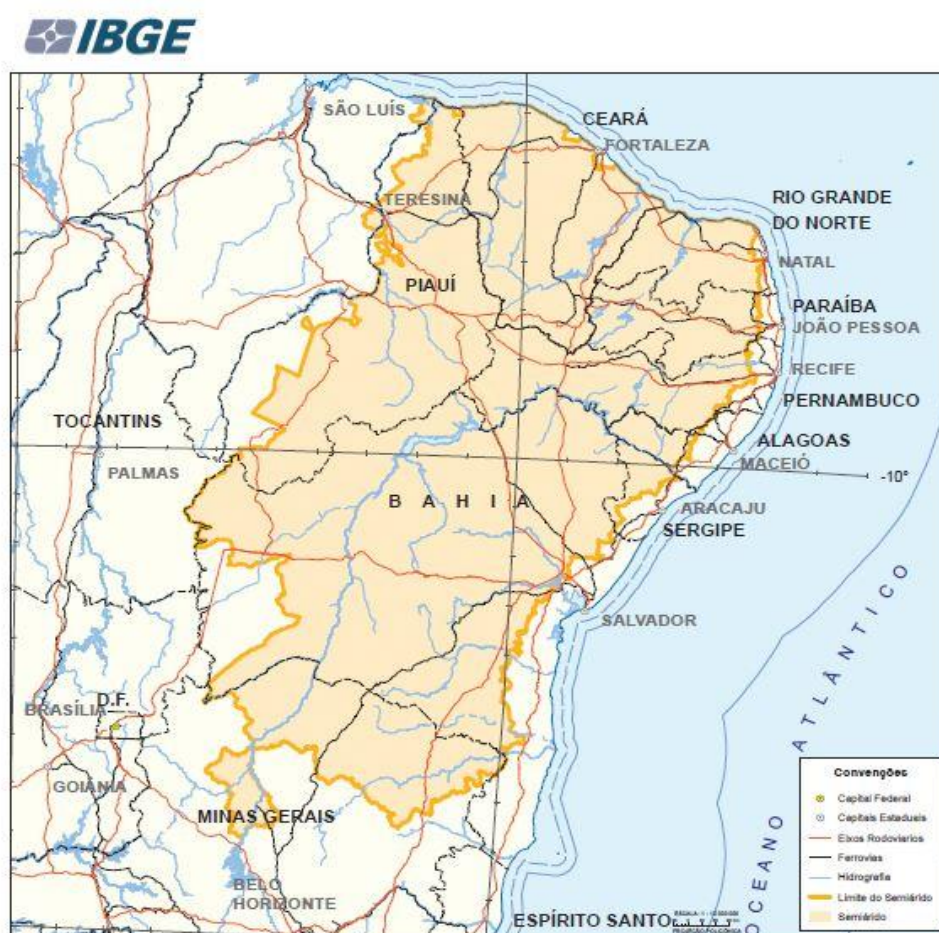 IBGE
SÃO LUÍS
CEARÁ
FORTALEZA
TERESINA
RIO GRANDE
DO NORTE
NATAL
PIAUÍ
PARAÍBA
JOÃO PESSOA
RECIFE
PERNAMBUCO
TOCANTINS
ALAGOAS
PALMAS
MACEIÓ
-10°
BAHIA
ARACAJU
SERGIPE
SALVADOR
OCEANO ATLÂNTICO
D.F.
BRASÍLIA
GOIÂNIA
MINAS GERAIS
BELO
HORIZONTE
ESPÍRITO SANTO
Convenções
Capital Federal
Capitais Estaduais
Eixos Rodoviarios
Ferrovias
Hidrografia
Limite do Semiárido
Semiárido